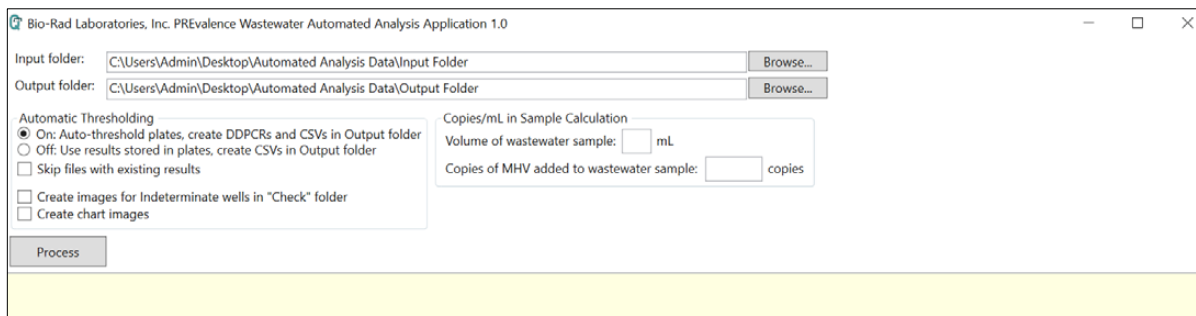 Bio-Rad Laboratories, Inc. PREvalence Wastewater Automated Analysis Application 1.0
Input folder: C:\Users\Admin\Desktop\Automated Analysis Data\Input Folder Browse...
Output folder: C:\Users\Admin\Desktop\Automated Analysis Data\Output Folder Browse...
Automatic Thresholding
On: Auto-threshold plates, create DDPCRs and CSVs in Output folder
Off: Use results stored in plates, create CSVs in Output folder
Skip files with existing results
Create images for Indeterminate wells in "Check" folder
Create chart images
Copies/mL in Sample Calculation
Volume of wastewater sample: mL
Copies of MHV added to wastewater sample: copies
Process